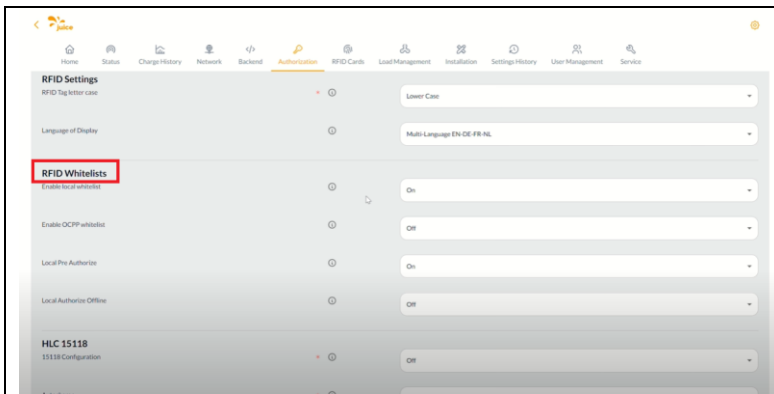 juice
Home Status Charge History Network Backend Authorization RFID Cards Load Management Installation Settings History User Management Service
RFID Settings
RFID Tag letter case * Lower Case
Language of Display Multi-Language EN-DE-FR-NL
RFID Whitelists
Enable local whitelist On
Enable OCPP whitelist Off
Local Pre Authorize On
Local Authorize Offline Off
HLC 15118
15118 Configuration * Off